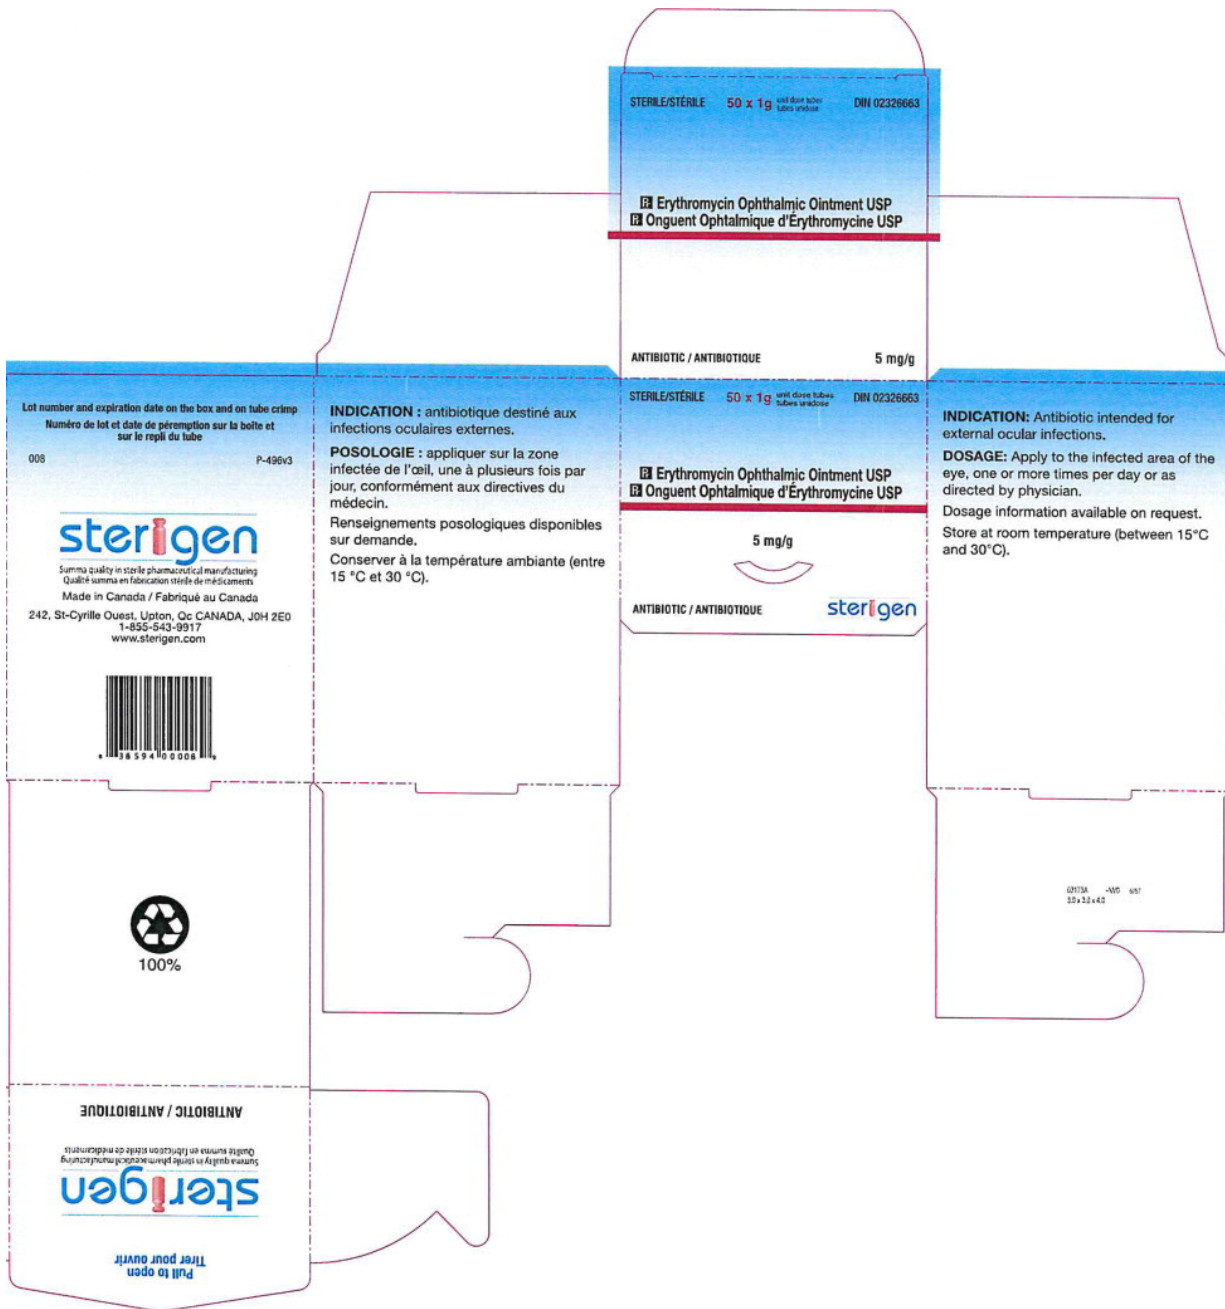 STERILE/STÉRILE 50 x 1g unit dose tubes DIN 02326663
tubes unidose
R Erythromycin Ophthalmic Ointment USP
R Onguent Ophtalmique d'Érythromycine USP
ANTIBIOTIC / ANTIBIOTIQUE 5 mg/g
Lot number and expiration date on the box and on tube crimp
Numéro de lot et date de péremption sur la boîte et
sur le repli du tube
008 P-496v3
sterigen
Summa quality in sterile pharmaceutical manufacturing
Qualité summa en fabrication stérile de médicaments
Made in Canada / Fabriqué au Canada
242, St-Cyrille Ouest, Upton, Qc CANADA, J0H 2E0
1-855-543-9917
www.sterigen.com
38594 00006 9
INDICATION : antibiotique destiné aux
infections oculaires externes.
POSOLOGIE : appliquer sur la zone
infectée de l'œil, une à plusieurs fois par
jour, conformément aux directives du
médecin.
Renseignements posologiques disponibles
sur demande.
Conserver à la température ambiante (entre
15 °C et 30 °C).
STERILE/STÉRILE 50 x 1g unit dose tubes DIN 02326663
tubes unidose
R Erythromycin Ophthalmic Ointment USP
R Onguent Ophtalmique d'Érythromycine USP
5 mg/g
ANTIBIOTIC / ANTIBIOTIQUE sterigen
INDICATION: Antibiotic intended for
external ocular infections.
DOSAGE: Apply to the infected area of the
eye, one or more times per day or as
directed by physician.
Dosage information available on request.
Store at room temperature (between 15°C
and 30°C).
3.0 x 3.0 x 4.0
100%
Pull to open
Tirer pour ouvrir
sterigen
Summa quality in sterile pharmaceutical manufacturing
Qualité summa en fabrication stérile de médicaments
ANTIBIOTIC / ANTIBIOTIQUE